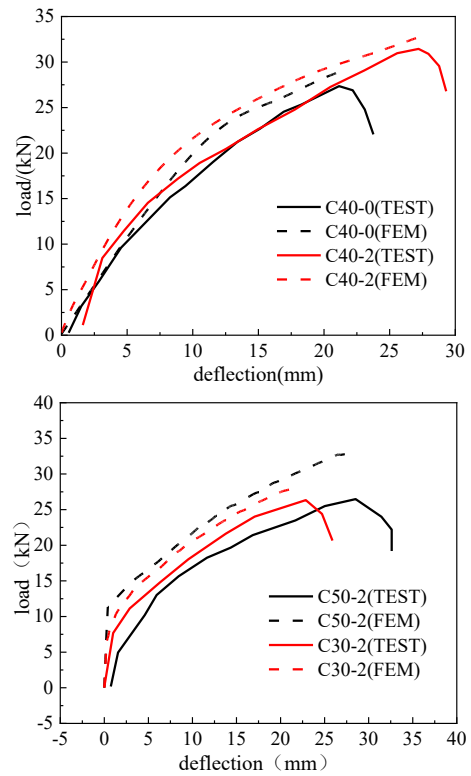 35
30
25
20
15
10
5
0
load/(kN)
C40-0(TEST)
C40-0(FEM)
C40-2(TEST)
C40-2(FEM)
0 5 10 15 20 25 30
deflection(mm)
40
35
30
25
20
15
10
5
0
-5
load（kN）
C50-2(TEST)
C50-2(FEM)
C30-2(TEST)
C30-2(FEM)
-5 0 5 10 15 20 25 30 35 40
deflection（mm）